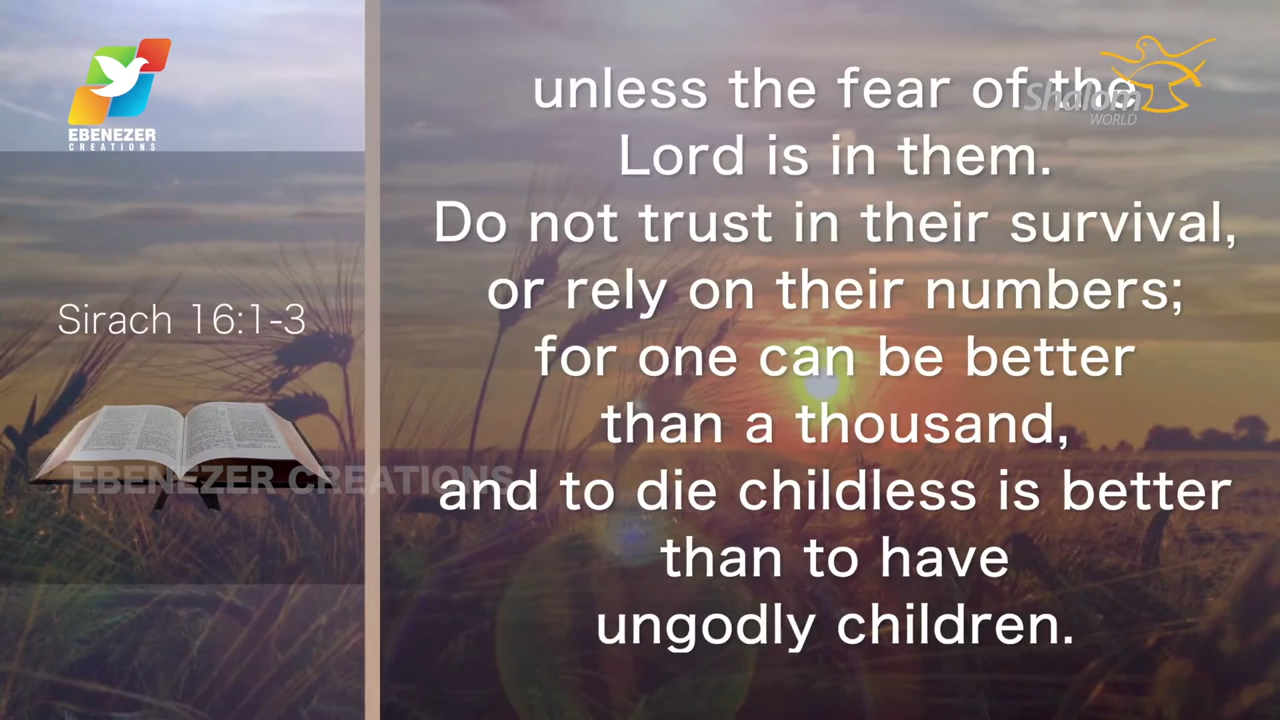 EBENEZER
CREATIONS
Sirach 16:1-3
EBENEZER CREATIONS
Shalom
WORLD
unless the fear of the
Lord is in them.
Do not trust in their survival,
or rely on their numbers;
for one can be better
than a thousand,
and to die childless is better
than to have
ungodly children.